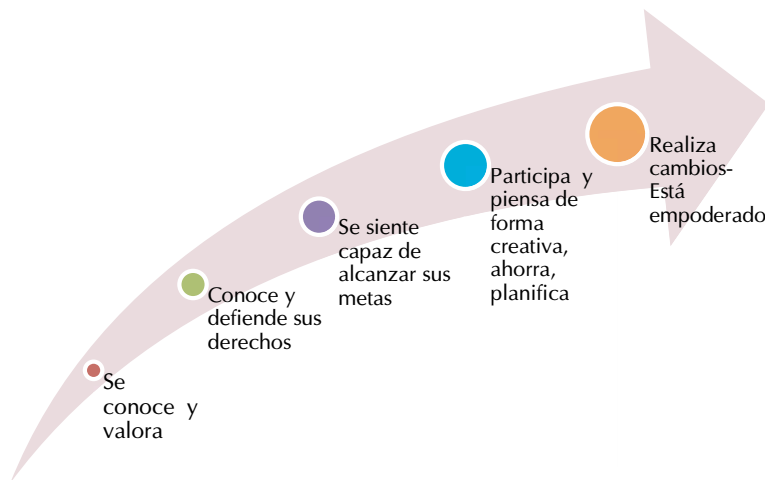 Se
conoce y
valora
Conoce y
defiende sus
derechos
Se siente
capaz de
alcanzar sus
metas
Participa y
piensa de
forma
creativa,
ahorra,
planifica
Realiza
cambios-
Está
empoderado